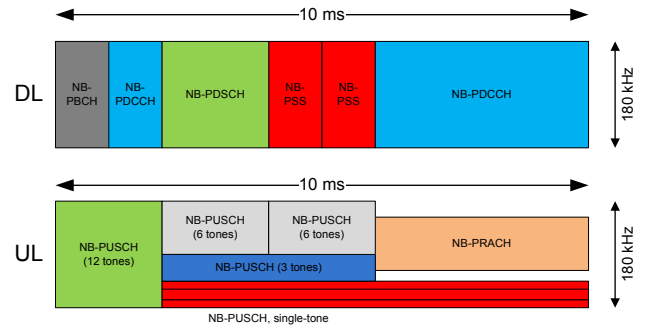 10 ms
DL
NB-
PBCH
NB-
PDCCH
NB-PDSCH
NB-
PSS
NB-
PSS
NB-PDCCH
180 kHz
10 ms
UL
NB-PUSCH
(12 tones)
NB-PUSCH
(6 tones)
NB-PUSCH
(6 tones)
NB-PUSCH (3 tones)
NB-PRACH
180 kHz
NB-PUSCH, single-tone